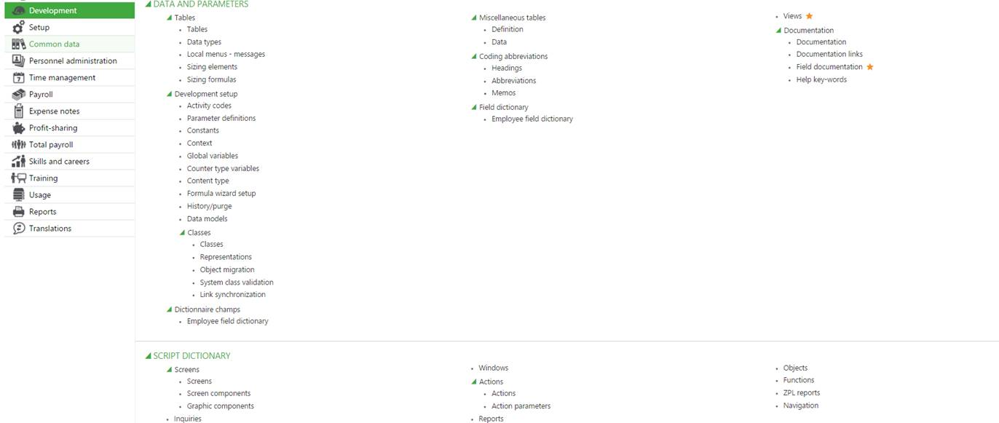 Development
Setup
Common data
Personnel administration
Time management
Payroll
Expense notes
Profit-sharing
Total payroll
Skills and careers
Training
Usage
Reports
Translations
DATA AND PARAMETERS
Tables
Tables
Data types
Local menus - messages
Sizing elements
Sizing formulas
Development setup
Activity codes
Parameter definitions
Constants
Context
Global variables
Counter type variables
Content type
Formula wizard setup
History/purge
Data models
Classes
Classes
Representations
Object migration
System class validation
Link synchronization
Dictionnaire champs
Employee field dictionary
Miscellaneous tables
Definition
Data
Coding abbreviations
Headings
Abbreviations
Memos
Field dictionary
Employee field dictionary
Views
Documentation
Documentation
Documentation links
Field documentation
Help key-words
SCRIPT DICTIONARY
Screens
Screens
Screen components
Graphic components
Inquiries
Windows
Actions
Actions
Action parameters
Reports
Objects
Functions
ZPL reports
Navigation